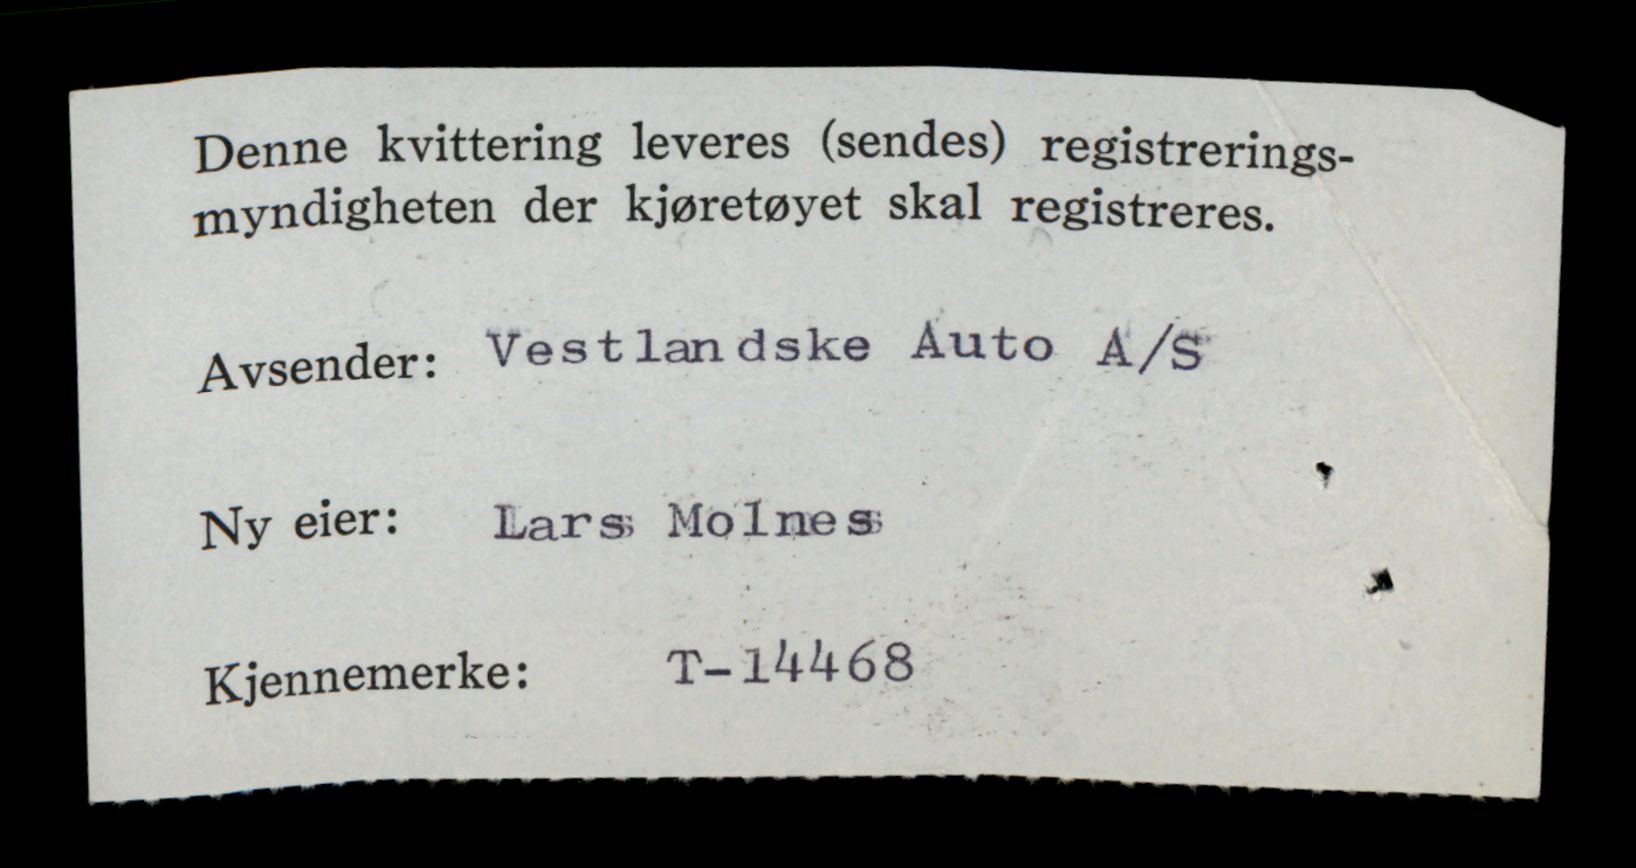 Denne kvittering leveres (sendes) registrerings-
myndigheten der kjøretøyet skal registreres.
Avsender: Vestlandske Auto A/S
Ny eier: Lars Molnes
Kjennemerke: T-14468